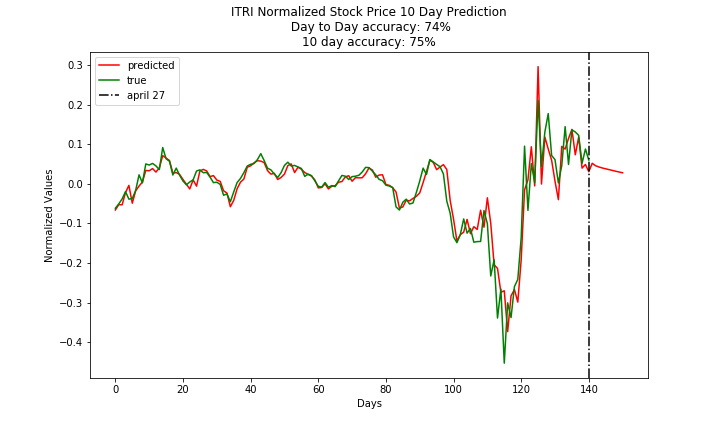 ITRI Normalized Stock Price 10 Day Prediction
Day to Day accuracy: 74%
10 day accuracy: 75%
predicted
true
april 27
0.3
0.2
0.1
0.0
−0.1
−0.2
−0.3
−0.4
Normalized Values
0
20
40
60
80
100
120
140
Days